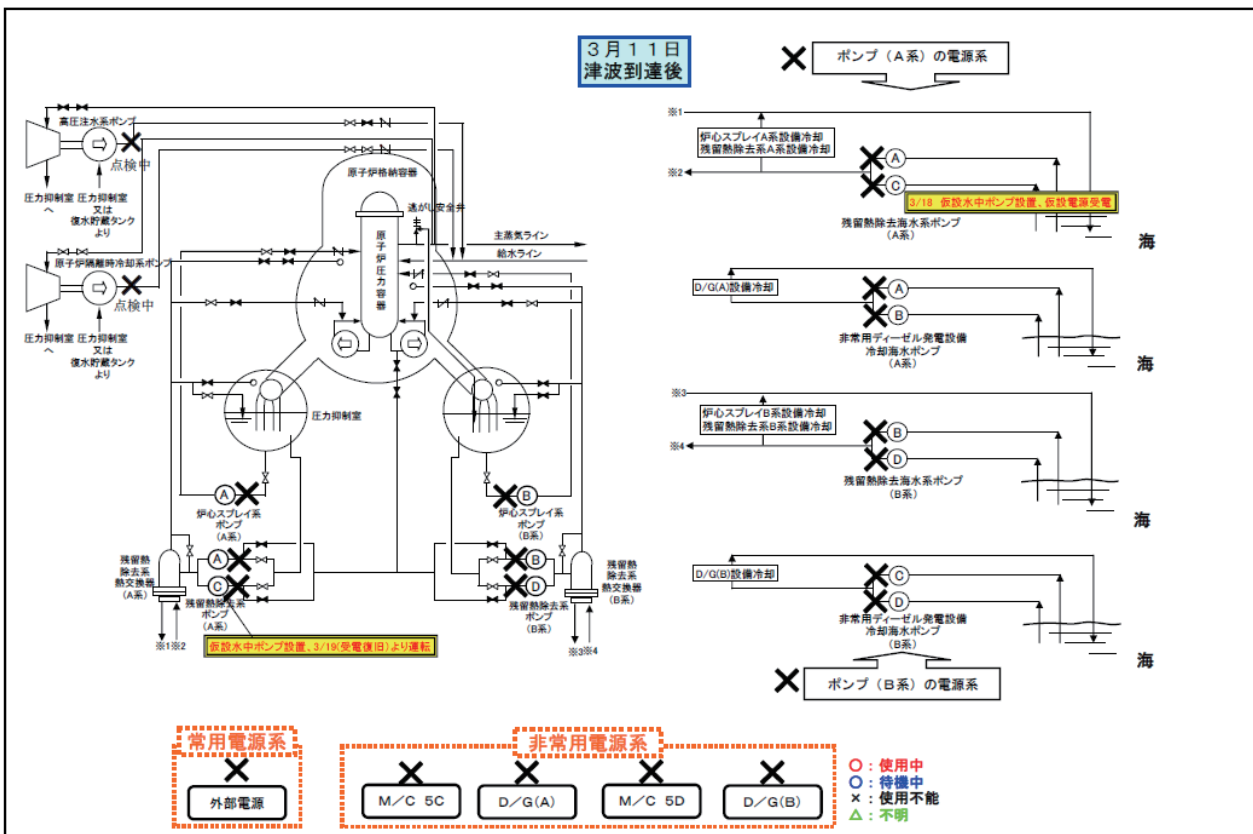 3月11日
津波到達後
高圧注水系ポンプ
点検中
圧力抑制室
へ
圧力抑制室
又は
復水貯蔵タンク
より
原子炉隔離時冷却系ポンプ
点検中
圧力抑制室
へ
圧力抑制室
又は
復水貯蔵タンク
より
原子炉格納容器
逃がし安全弁
原子炉圧力容器
主蒸気ライン
給水ライン
圧力抑制室
A
炉心スプレイ系
ポンプ
(A系)
B
炉心スプレイ系
ポンプ
(B系)
残留熱
除去系
熱交換器
(A系)
A
C
残留熱除去系
ポンプ
(A系)
B
D
残留熱除去系
ポンプ
(B系)
残留熱
除去系
熱交換器
(B系)
※1※2
※3※4
仮設水中ポンプ設置、3/19(受電復旧)より運転
ポンプ(A系)の電源系
※1
炉心スプレイA系設備冷却
残留熱除去系A系設備冷却
※2
A
C
3/18 仮設水中ポンプ設置、仮設電源受電
残留熱除去海水系ポンプ
(A系)
海
D/G(A)設備冷却
A
B
非常用ディーゼル発電設備
冷却海水ポンプ
(A系)
海
※3
炉心スプレイB系設備冷却
残留熱除去系B系設備冷却
※4
B
D
残留熱除去海水系ポンプ
(B系)
海
D/G(B)設備冷却
C
D
非常用ディーゼル発電設備
冷却海水ポンプ
(B系)
海
ポンプ(B系)の電源系
常用電源系
外部電源
非常用電源系
M/C 5C
D/G(A)
M/C 5D
D/G(B)
○:使用中
○:待機中
×:使用不能
△:不明